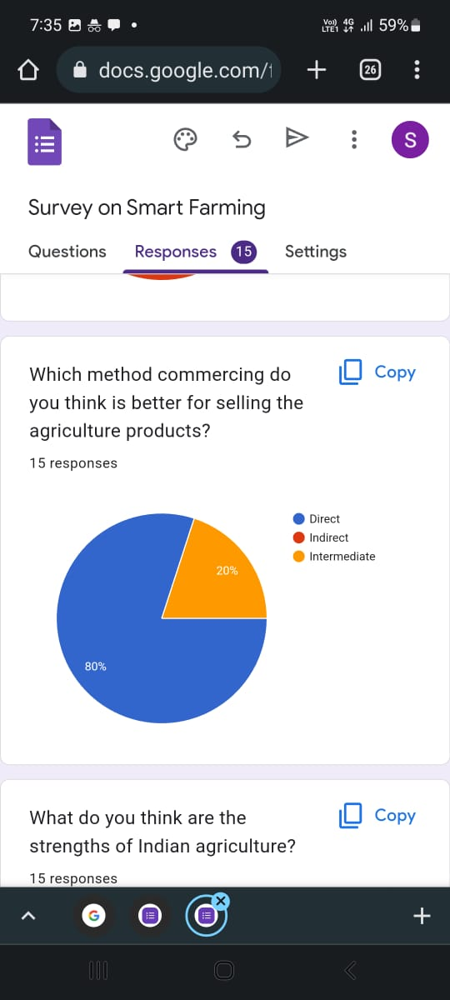 7:35
Vo)) 4G LTE1 59%
docs.google.com/
26
S
Survey on Smart Farming
Questions Responses 15 Settings
Which method commercing do
you think is better for selling the
agriculture products?
Copy
15 responses
Direct
Indirect
Intermediate
20%
80%
What do you think are the
strengths of Indian agriculture?
Copy
15 responses
G